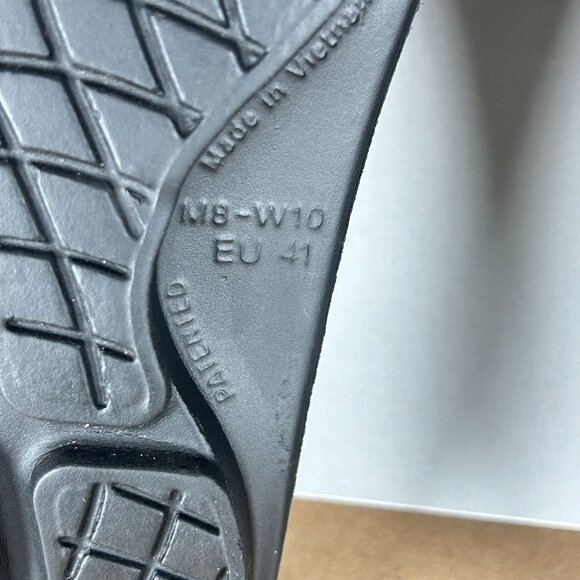 Made in Vietnam
M8-W10
EU 41
PATENTED